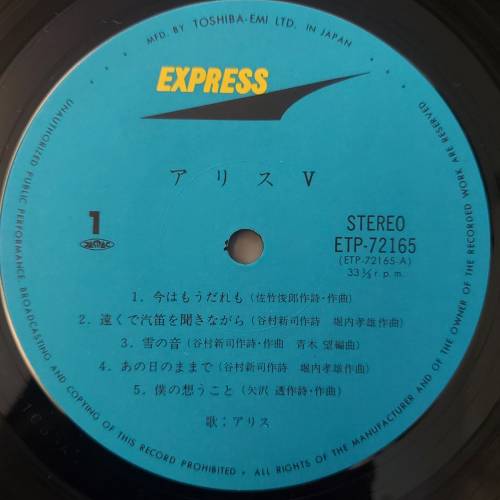 MFD. BY TOSHIBA-EMI LTD. IN JAPAN
EXPRESS
アリス V
1
JASRAC
STEREO
ETP-72165
(ETP-72165-A)
33⅓ r.p.m.
1. 今はもうだれも (佐竹俊郎作詩・作曲)
2. 遠くで汽笛を聞きながら (谷村新司作詩 堀内孝雄作曲)
3. 雪の音 (谷村新司作詩・作曲 青木 望編曲)
4. あの日のままで (谷村新司作詩 堀内孝雄作曲)
5. 僕の想うこと (矢沢 透作詩・作曲)
歌:アリス
UNAUTHORIZED PUBLIC PERFORMANCE, BROADCASTING AND COPYING OF THIS RECORD PROHIBITED • ALL RIGHTS OF THE MANUFACTURER AND OF THE OWNER OF THE RECORDED WORK ARE RESERVED